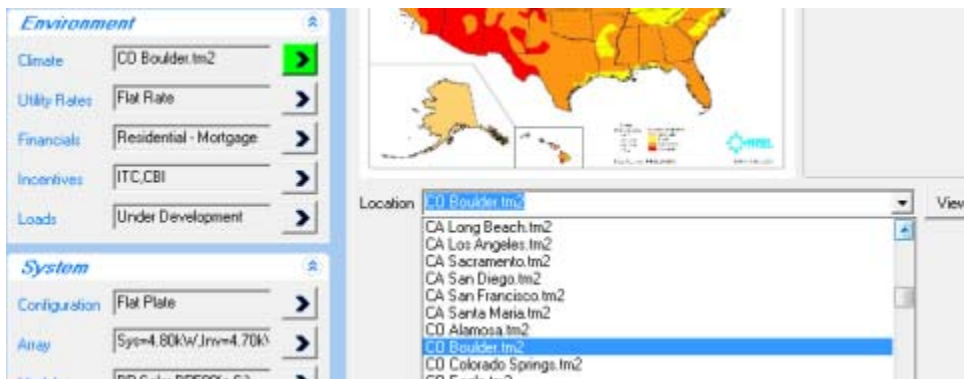 Environment
Climate CO Boulder.tm2
Utility Rates Flat Rate
Financials Residential - Mortgage
Incentives ITC,CBI
Loads Under Development
System
Configuration Flat Plate
Array Sys=4.80kW,Inv=4.70k
NREL
Location CO Boulder.tm2
View
CA Long Beach.tm2
CA Los Angeles.tm2
CA Sacramento.tm2
CA San Diego.tm2
CA San Francisco.tm2
CA Santa Maria.tm2
CO Alamosa.tm2
CO Boulder.tm2
CO Colorado Springs.tm2